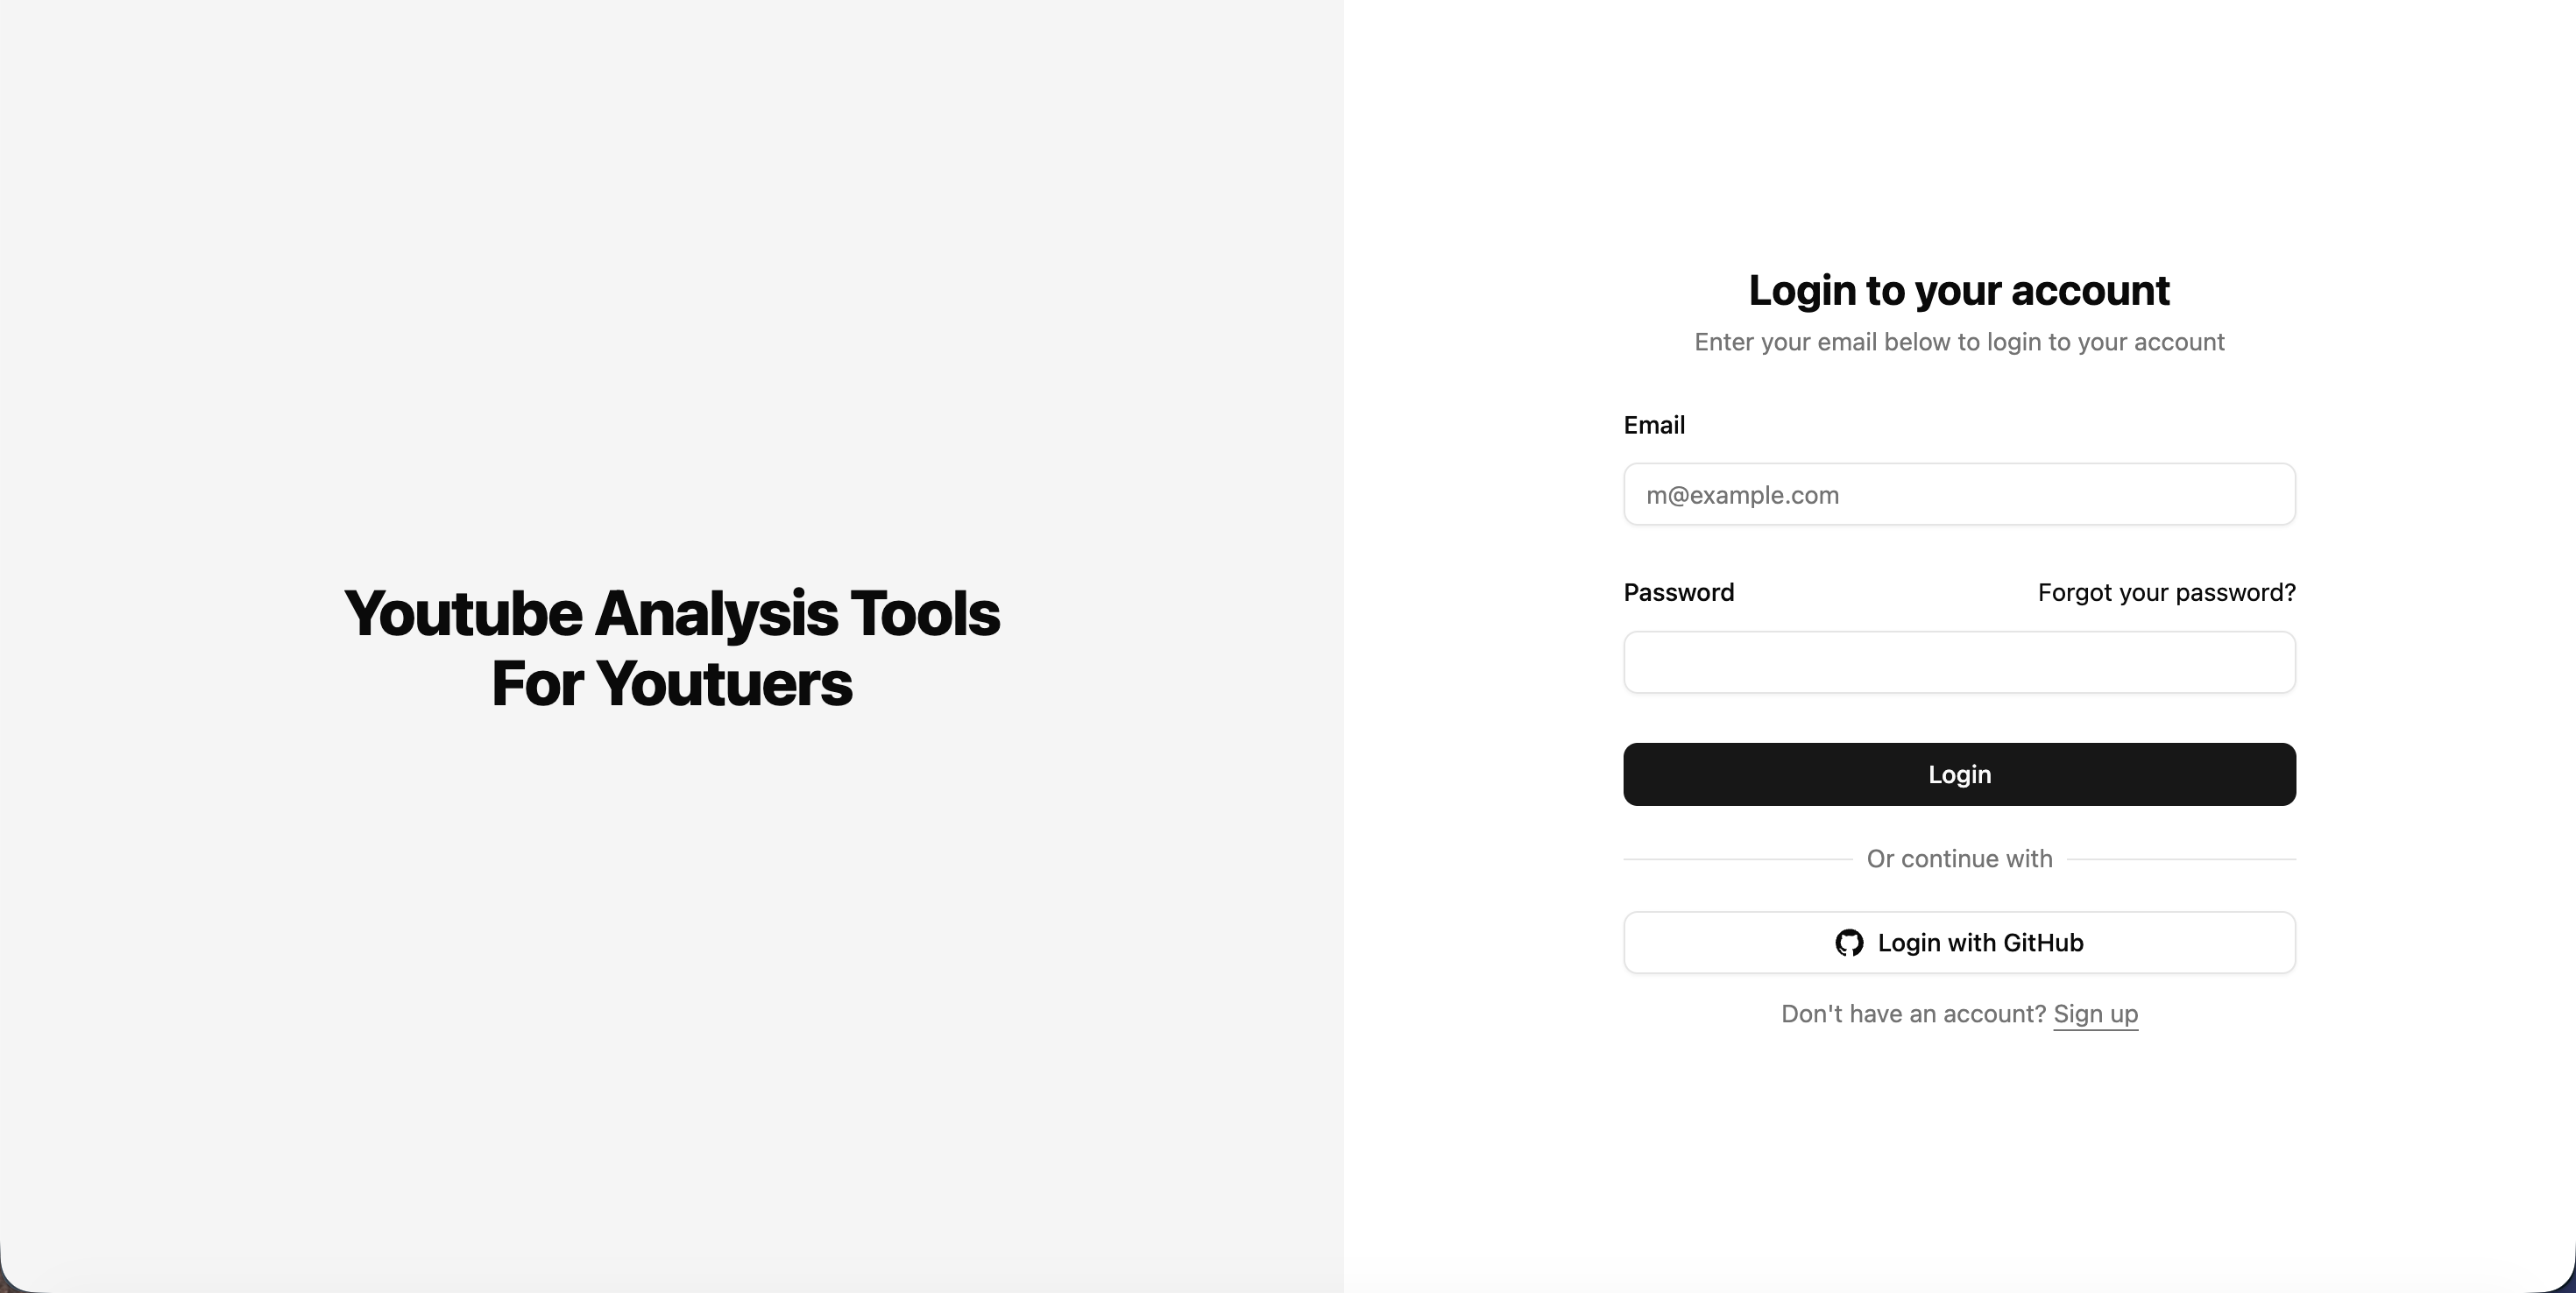 Youtube Analysis Tools
For Youtuers
Login to your account
Enter your email below to login to your account
Email
m@example.com
Password
Forgot your password?
Login
Or continue with
Login with GitHub
Don't have an account? Sign up